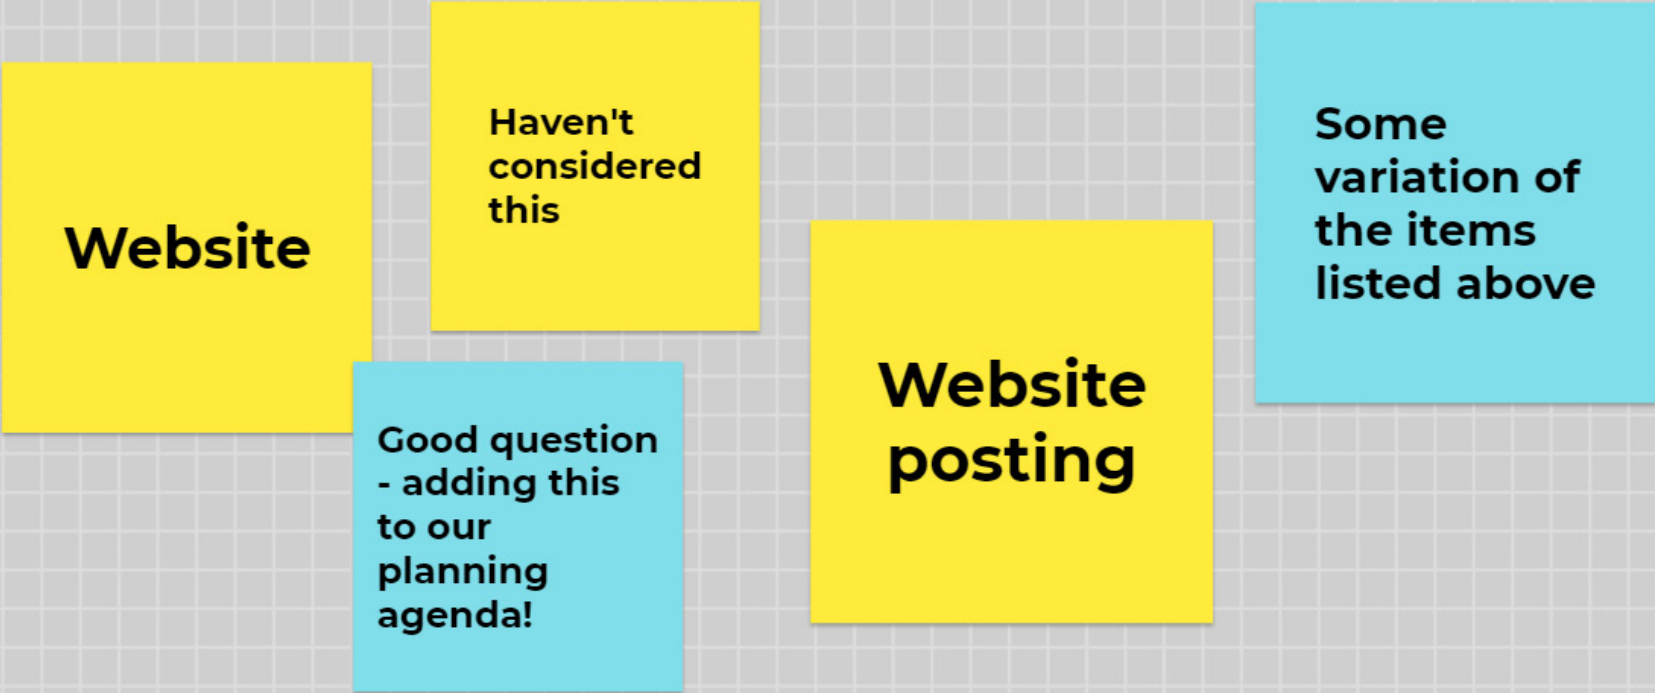 Website
Haven't
considered
this
Good question
- adding this
to our
planning
agenda!
Website
posting
Some
variation of
the items
listed above